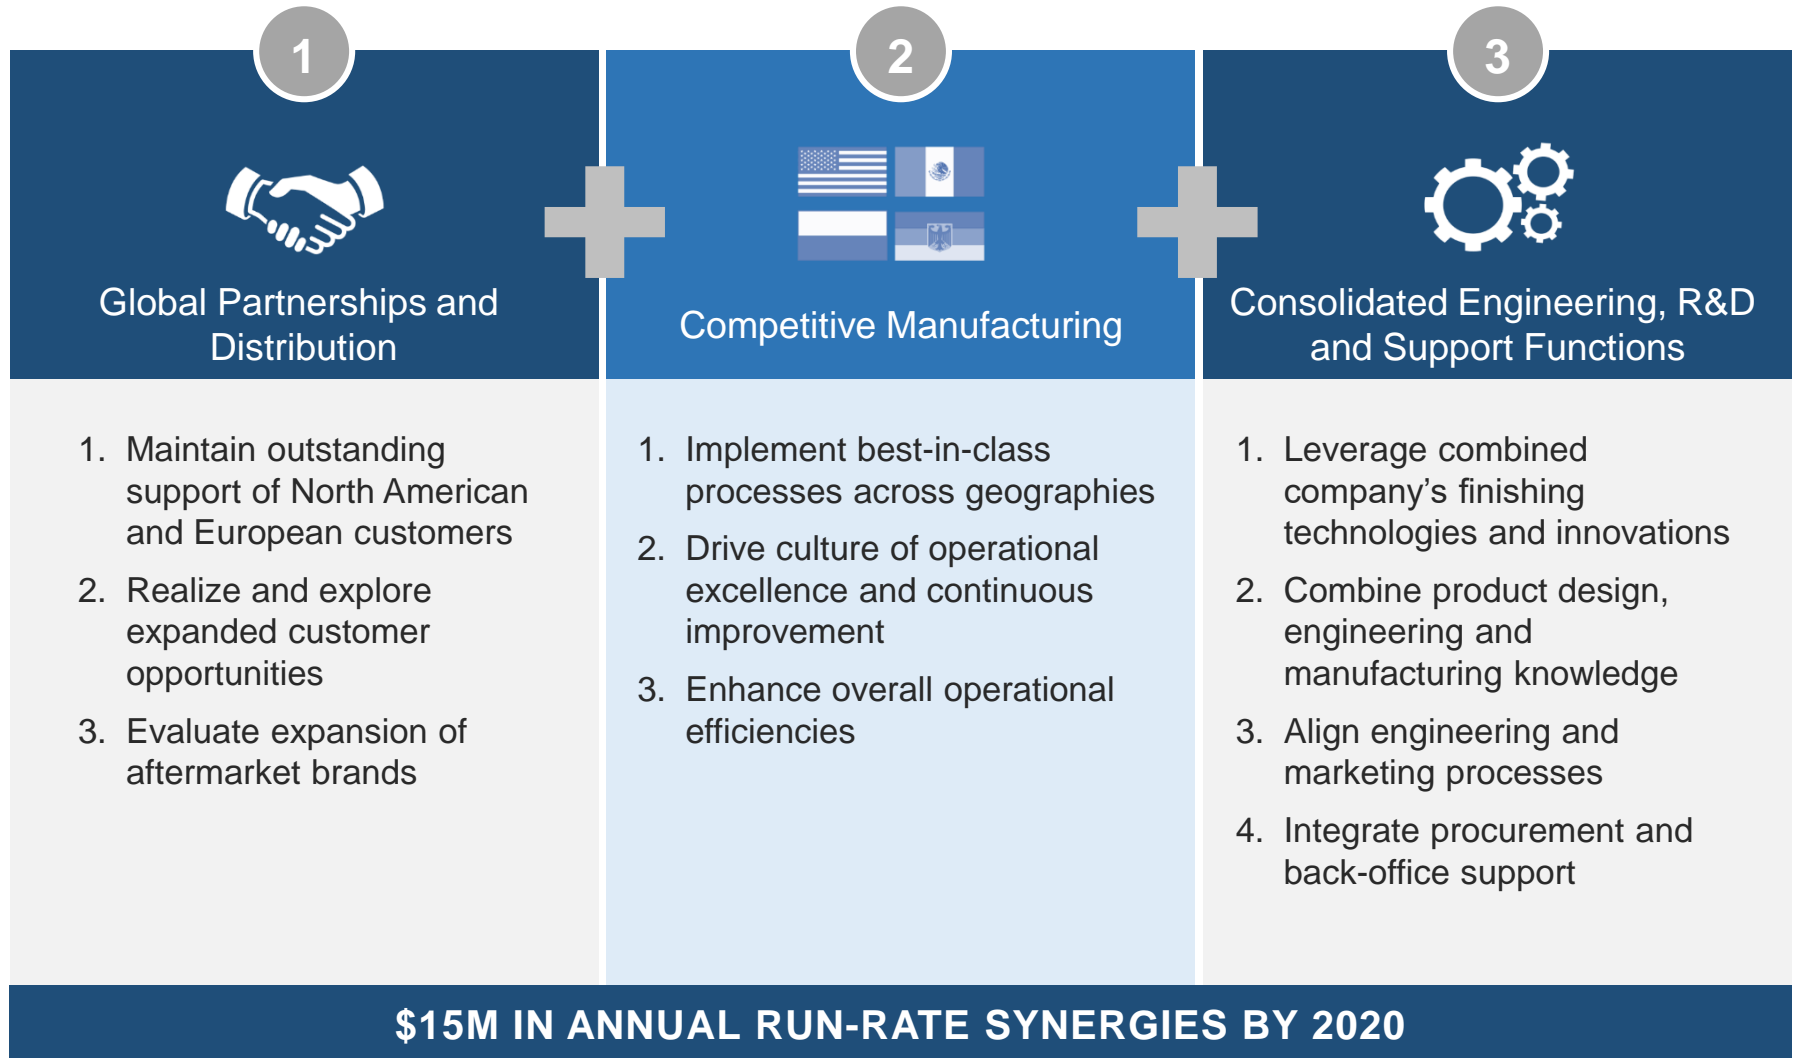 1
Global Partnerships and
Distribution
1. Maintain outstanding
support of North American
and European customers
2. Realize and explore
expanded customer
opportunities
3. Evaluate expansion of
aftermarket brands
2
Competitive Manufacturing
1. Implement best-in-class
processes across geographies
2. Drive culture of operational
excellence and continuous
improvement
3. Enhance overall operational
efficiencies
3
Consolidated Engineering, R&D
and Support Functions
1. Leverage combined
company’s finishing
technologies and innovations
2. Combine product design,
engineering and
manufacturing knowledge
3. Align engineering and
marketing processes
4. Integrate procurement and
back-office support
$15M IN ANNUAL RUN-RATE SYNERGIES BY 2020